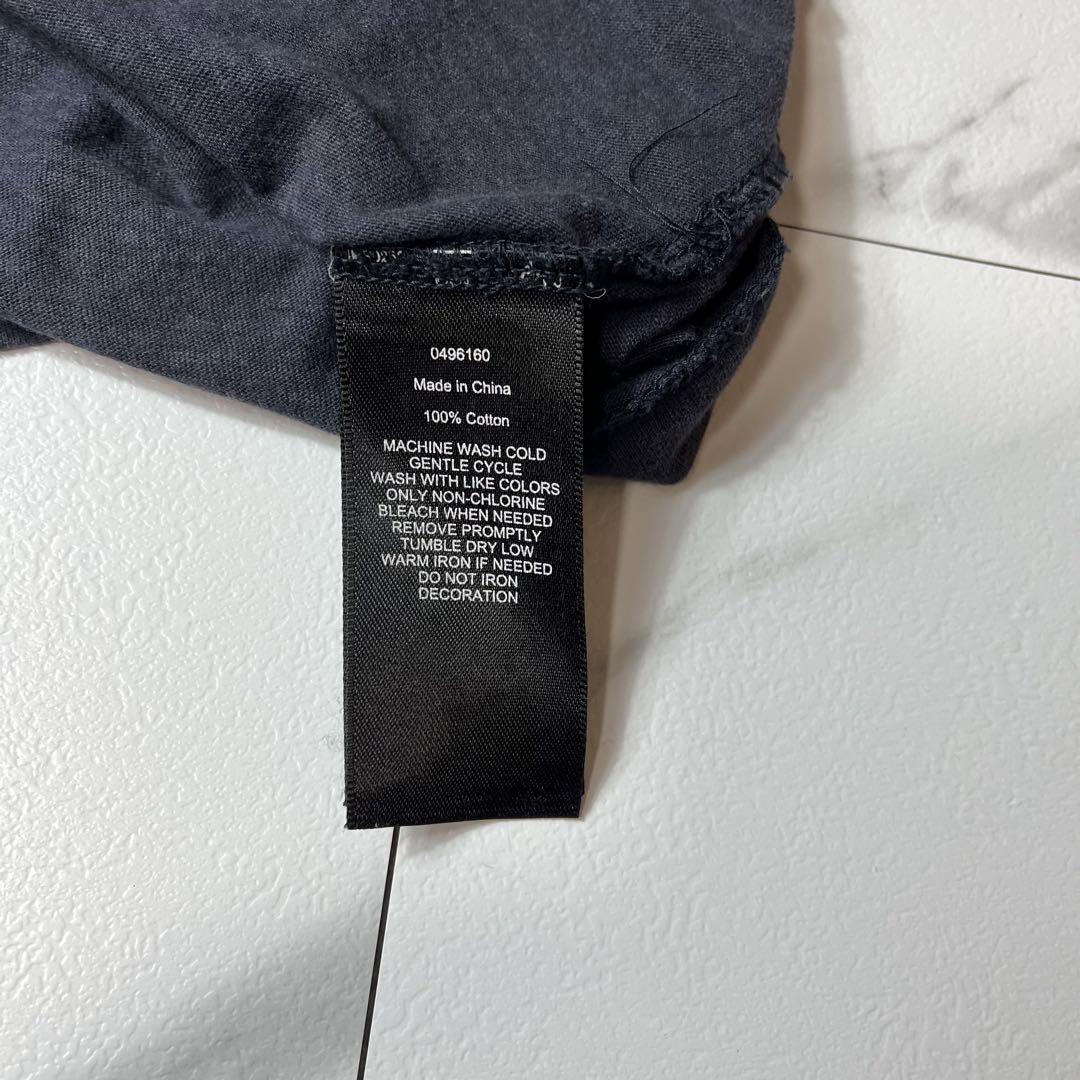 0496160
Made in China
100% Cotton
MACHINE WASH COLD
GENTLE CYCLE
WASH WITH LIKE COLORS
ONLY NON-CHLORINE
BLEACH WHEN NEEDED
REMOVE PROMPTLY
TUMBLE DRY LOW
WARM IRON IF NEEDED
DO NOT IRON
DECORATION